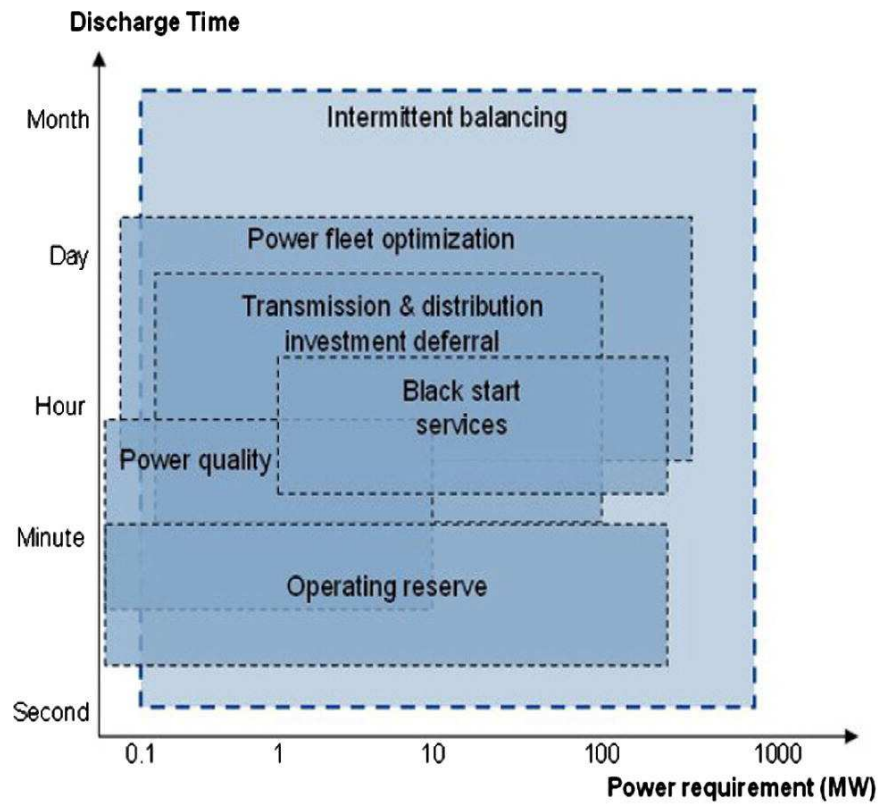 Discharge Time
Month
Intermittent balancing
Power fleet optimization
Day
Transmission & distribution
investment deferral
Black start
services
Hour
Power quality
Minute
Operating reserve
Second
0.1 1 10 100 1000
Power requirement (MW)